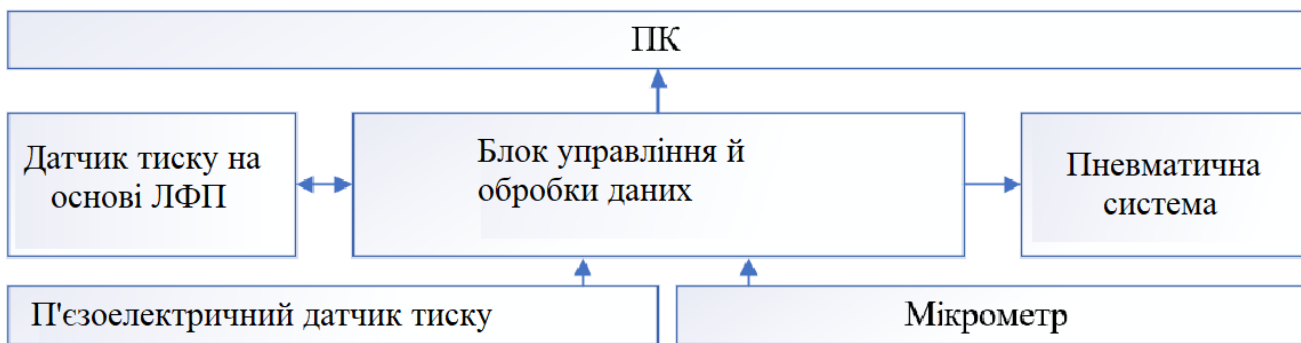 ПК
Датчик тиску на
основі ЛФП
Блок управління й
обробки даних
Пневматична
система
П'єзоелектричний датчик тиску
Мікрометр